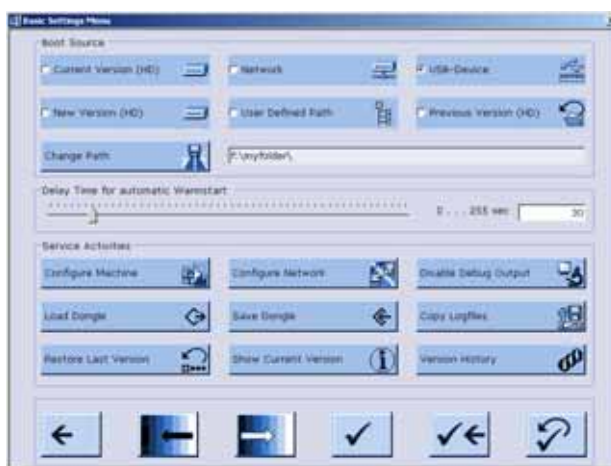 Basic Settings Menu
Boot Source
Current Version (HD)
Network
USB-Device
New Version (HD)
User Defined Path
Previous Version (HD)
Change Path
F:\myfolder\
Delay Time for automatic Warmstart
0 . . . 255 sec
30
Service Activities
Configure Machine
Configure Network
Disable Debug Output
Load Dongle
Save Dongle
Copy Logfiles
Restore Last Version
Show Current Version
Version History